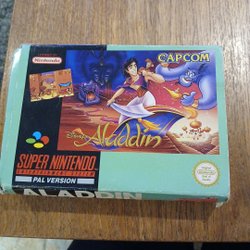 Nintendo
CAPCOM
Disney's
Aladdin
SUPER NINTENDO
ENTERTAINMENT SYSTEM
PAL VERSION
ALADDIN